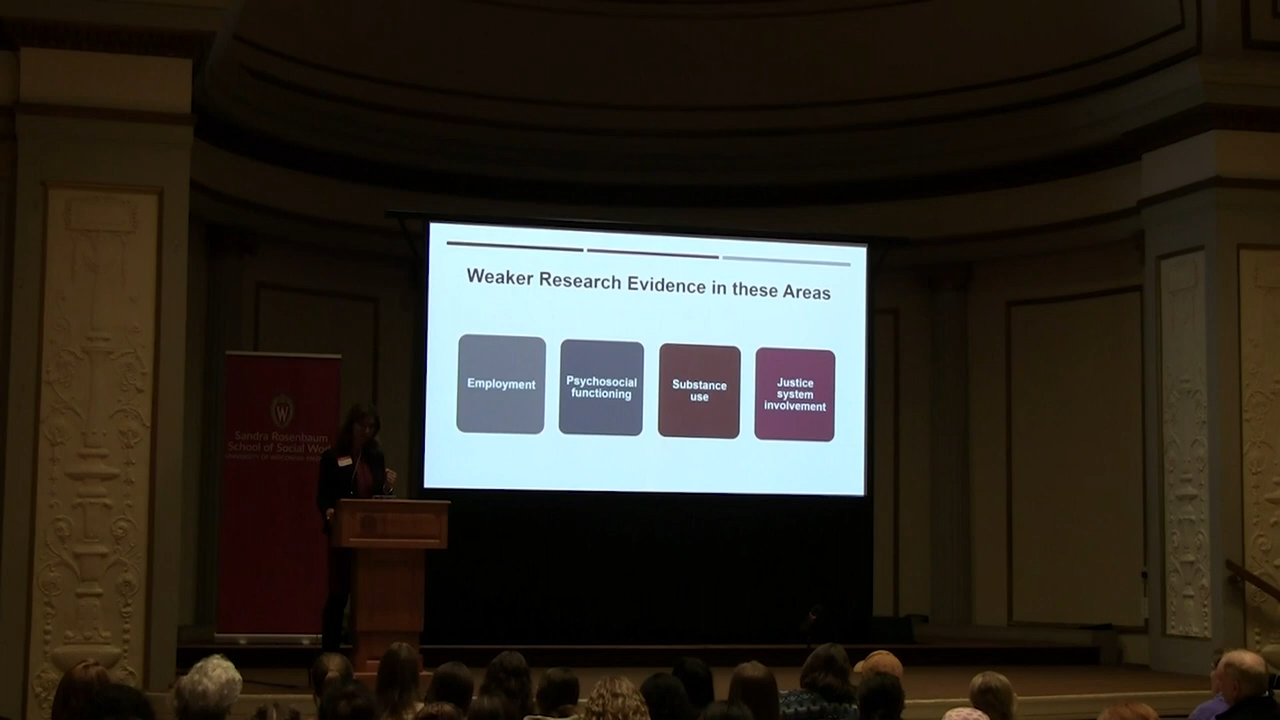 Weaker Research Evidence in these Areas
Employment
Psychosocial
functioning
Substance
use
Justice
system
involvement
W
Sandra Rosenbaum
School of Social Wor